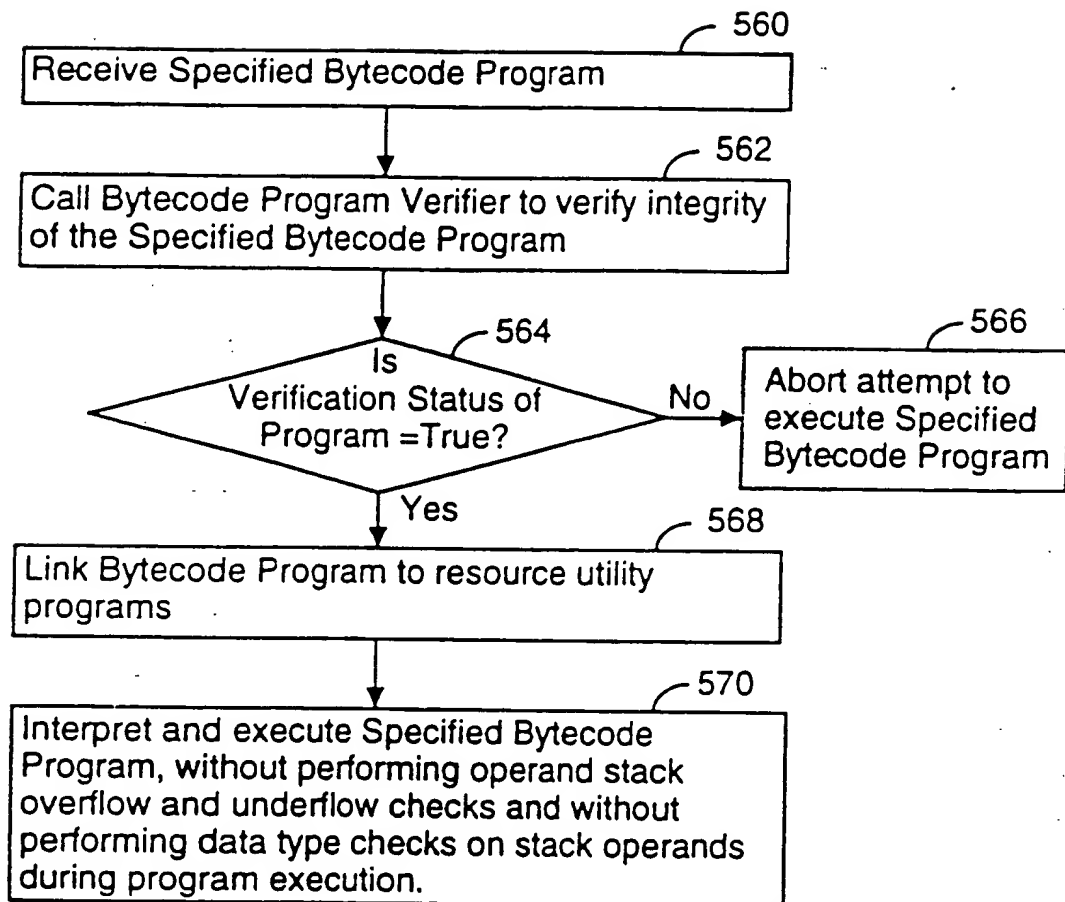 560
Receive Specified Bytecode Program
562
Call Bytecode Program Verifier to verify integrity
of the Specified Bytecode Program
564
Is
Verification Status of
Program =True?
No
566
Abort attempt to
execute Specified
Bytecode Program
Yes
568
Link Bytecode Program to resource utility
programs
570
Interpret and execute Specified Bytecode
Program, without performing operand stack
overflow and underflow checks and without
performing data type checks on stack operands
during program execution.